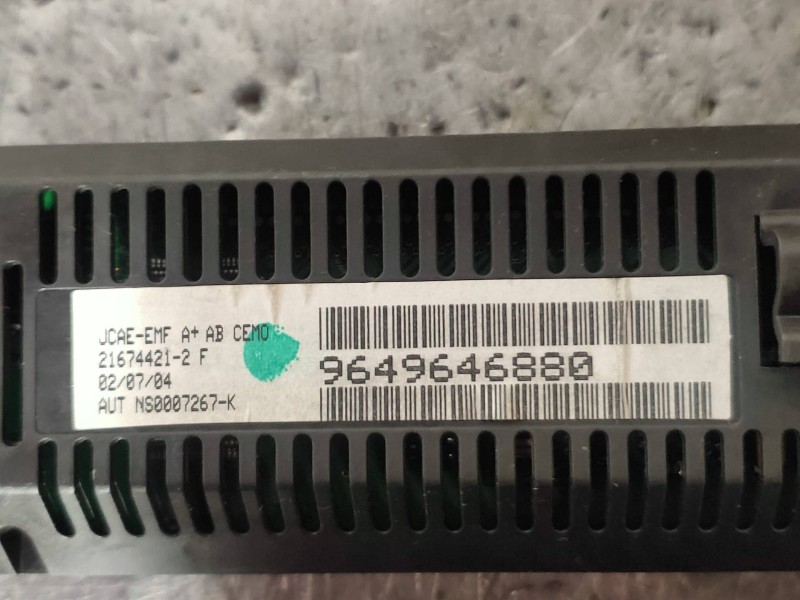 JCAE-EMF A+ AB CEMO
21674421-2 F
02/07/04
AUT NS0007267-K
9649646880